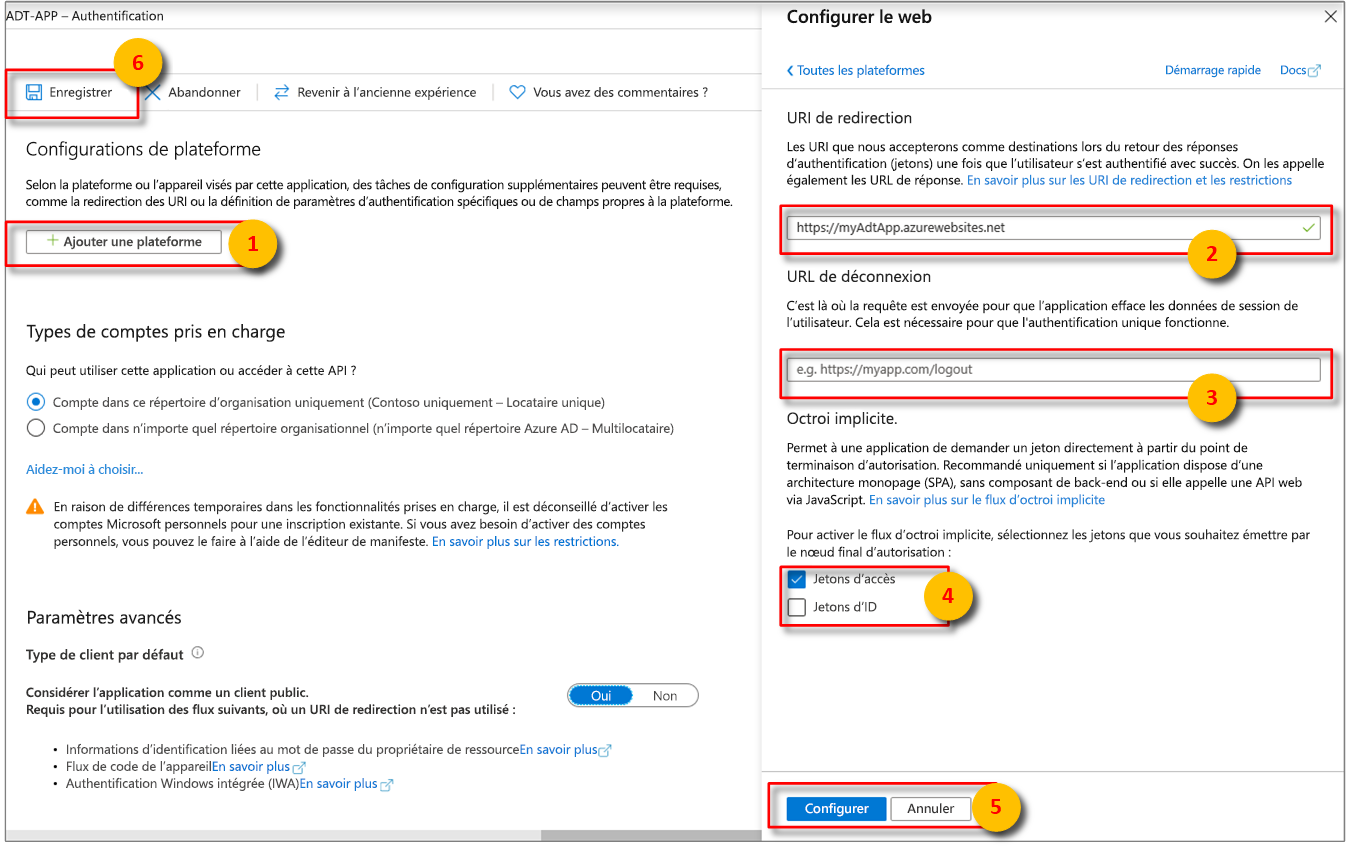 ADT-APP – Authentification
6
Enregistrer
Abandonner
Revenir à l'ancienne expérience
Vous avez des commentaires ?
Configurations de plateforme
Selon la plateforme ou l'appareil visés par cette application, des tâches de configuration supplémentaires peuvent être requises,
comme la redirection des URI ou la définition de paramètres d'authentification spécifiques ou de champs propres à la plateforme.
+ Ajouter une plateforme
1
Types de comptes pris en charge
Qui peut utiliser cette application ou accéder à cette API ?
Compte dans ce répertoire d'organisation uniquement (Contoso uniquement – Locataire unique)
Compte dans n'importe quel répertoire organisationnel (n'importe quel répertoire Azure AD – Multilocataire)
Aidez-moi à choisir...
En raison de différences temporaires dans les fonctionnalités prises en charge, il est déconseillé d'activer les
comptes Microsoft personnels pour une inscription existante. Si vous avez besoin d'activer des comptes
personnels, vous pouvez le faire à l'aide de l'éditeur de manifeste. En savoir plus sur les restrictions.
Paramètres avancés
Type de client par défaut
Considérer l'application comme un client public.
Requis pour l'utilisation des flux suivants, où un URI de redirection n'est pas utilisé :
Oui
Non
• Informations d'identification liées au mot de passe du propriétaire de ressourceEn savoir plus
• Flux de code de l'appareilEn savoir plus
• Authentification Windows intégrée (IWA)En savoir plus
Configurer le web
Toutes les plateformes
Démarrage rapide
Docs
URI de redirection
Les URI que nous accepterons comme destinations lors du retour des réponses
d'authentification (jetons) une fois que l'utilisateur s'est authentifié avec succès. On les appelle
également les URL de réponse. En savoir plus sur les URI de redirection et les restrictions
https://myAdtApp.azurewebsites.net
2
URL de déconnexion
C'est là où la requête est envoyée pour que l'application efface les données de session de
l'utilisateur. Cela est nécessaire pour que l'authentification unique fonctionne.
e.g. https://myapp.com/logout
3
Octroi implicite.
Permet à une application de demander un jeton directement à partir du point de
terminaison d'autorisation. Recommandé uniquement si l'application dispose d'une
architecture monopage (SPA), sans composant de back-end ou si elle appelle une API web
via JavaScript. En savoir plus sur le flux d'octroi implicite
Pour activer le flux d'octroi implicite, sélectionnez les jetons que vous souhaitez émettre par
le nœud final d'autorisation :
Jetons d'accès
4
Jetons d'ID
Configurer
Annuler
5